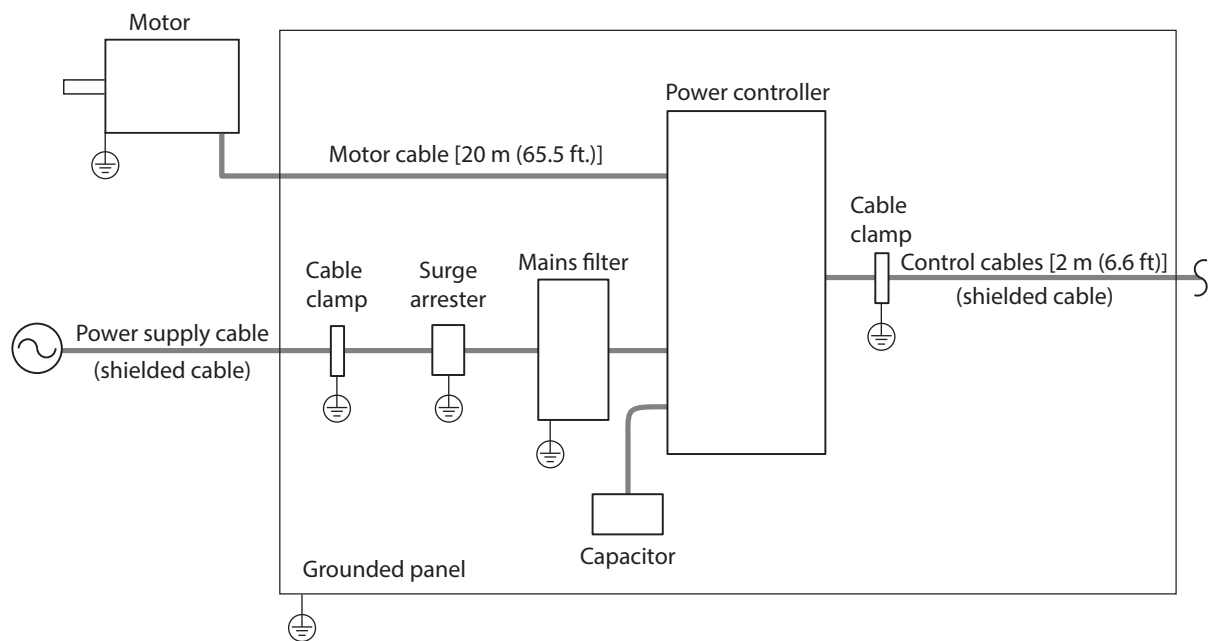 Motor
Power controller
Motor cable [20 m (65.5 ft.)]
Cable
clamp
Control cables [2 m (6.6 ft)]
(shielded cable)
Mains filter
Surge
arrester
Cable
clamp
Power supply cable
(shielded cable)
Capacitor
Grounded panel